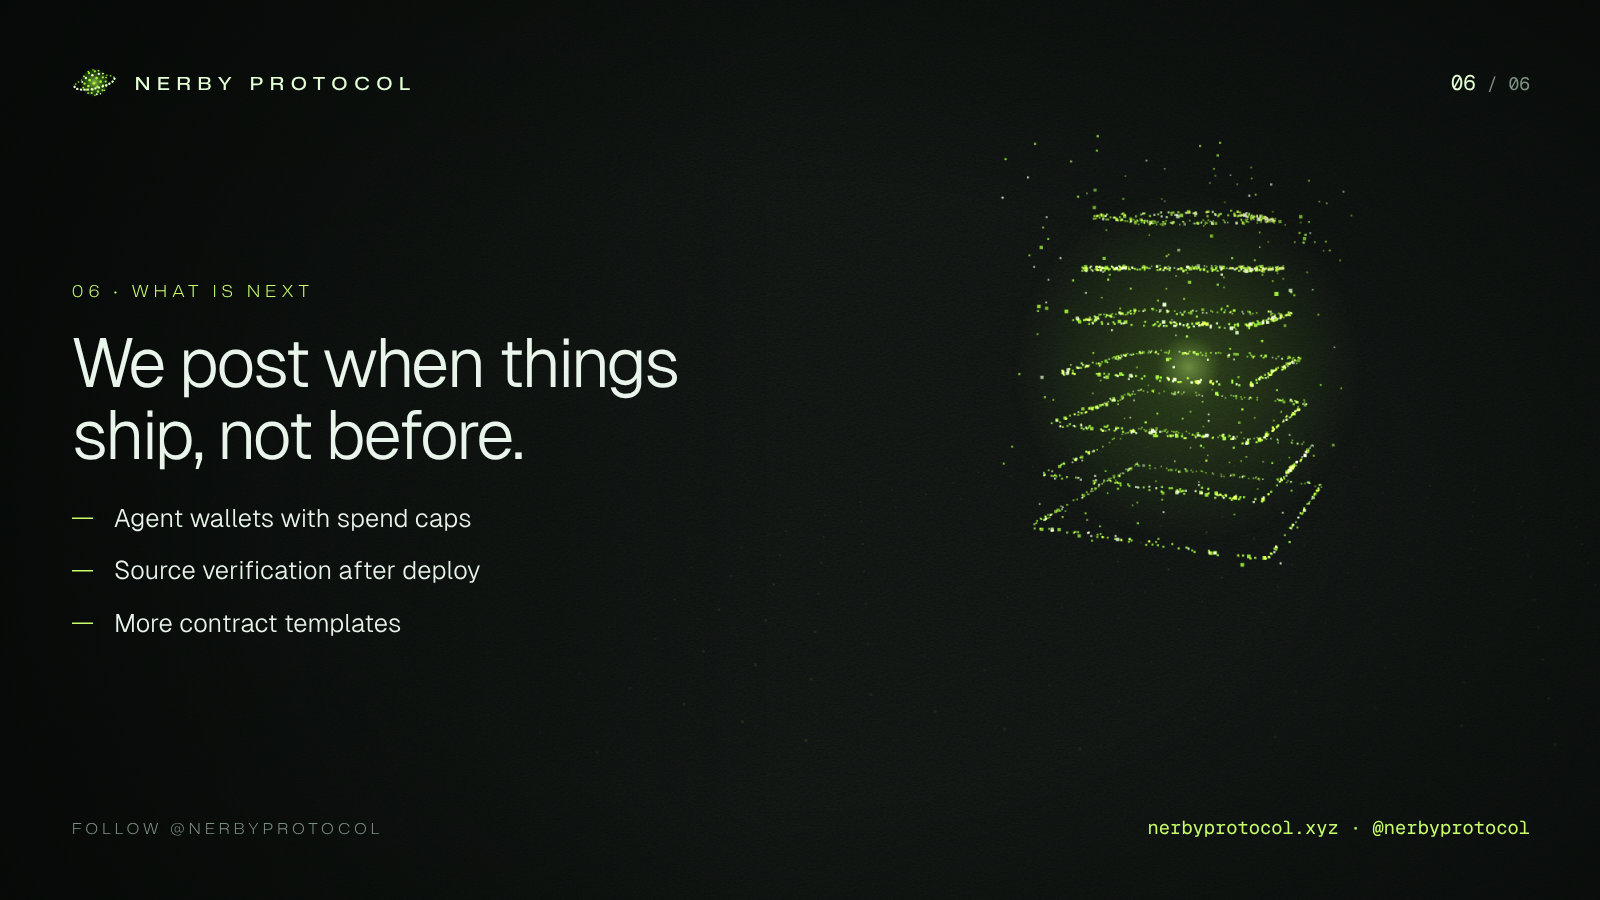 NERBY PROTOCOL
06 / 06
06 · WHAT IS NEXT
We post when things
ship, not before.
— Agent wallets with spend caps
— Source verification after deploy
— More contract templates
FOLLOW @NERBYPROTOCOL
nerbyprotocol.xyz · @nerbyprotocol